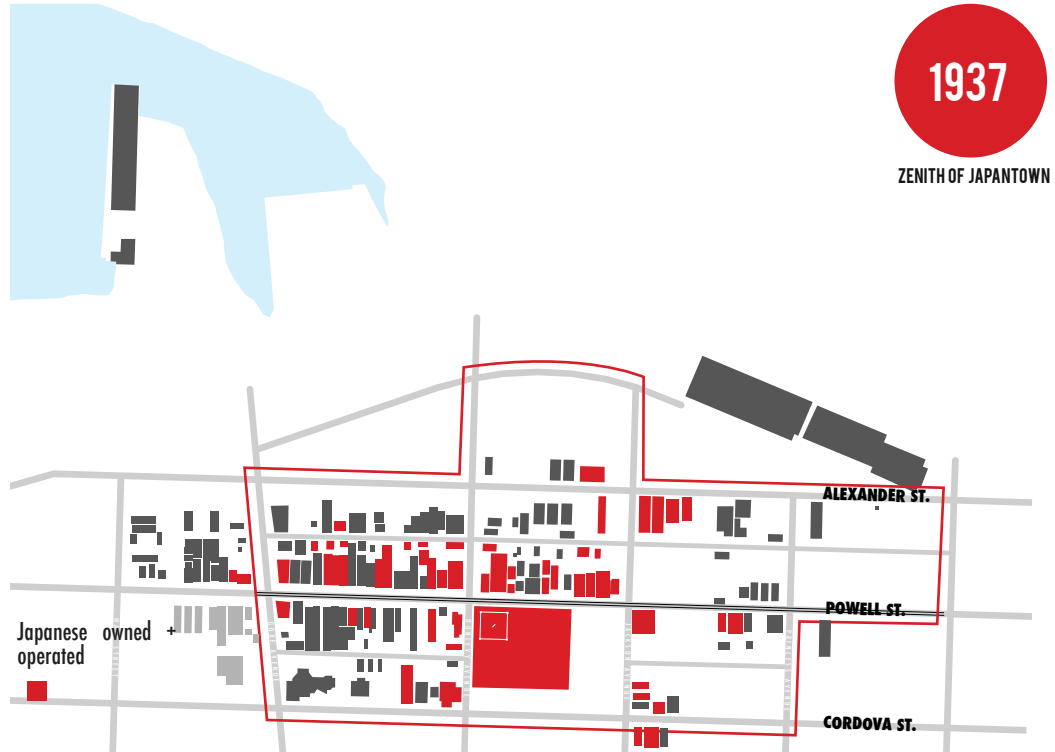 1937
ZENITH OF JAPANTOWN
ALEXANDER ST.
POWELL ST.
Japanese owned +
operated
CORDOVA ST.